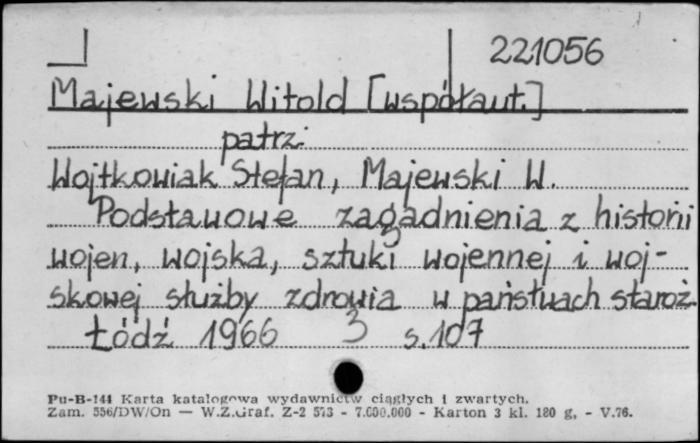 221056
Majewski Witold [współaut.]
patrz:
Wojtkowiak Stefan, Majewski W.
Podstawowe zagadnienia z historii
wojen, wojska, sztuki wojennej i woj-
skowej służby zdrowia w państwach staroż.
Łódź 1966 3 s. 107
Pu-B-144 Karta katalogowa wydawnictw ciągłych i zwartych.
Zam. 556/DW/On — W.Z.Graf. Z-2 573 - 7.000.000 - Karton 3 kl. 180 g. - V.76.